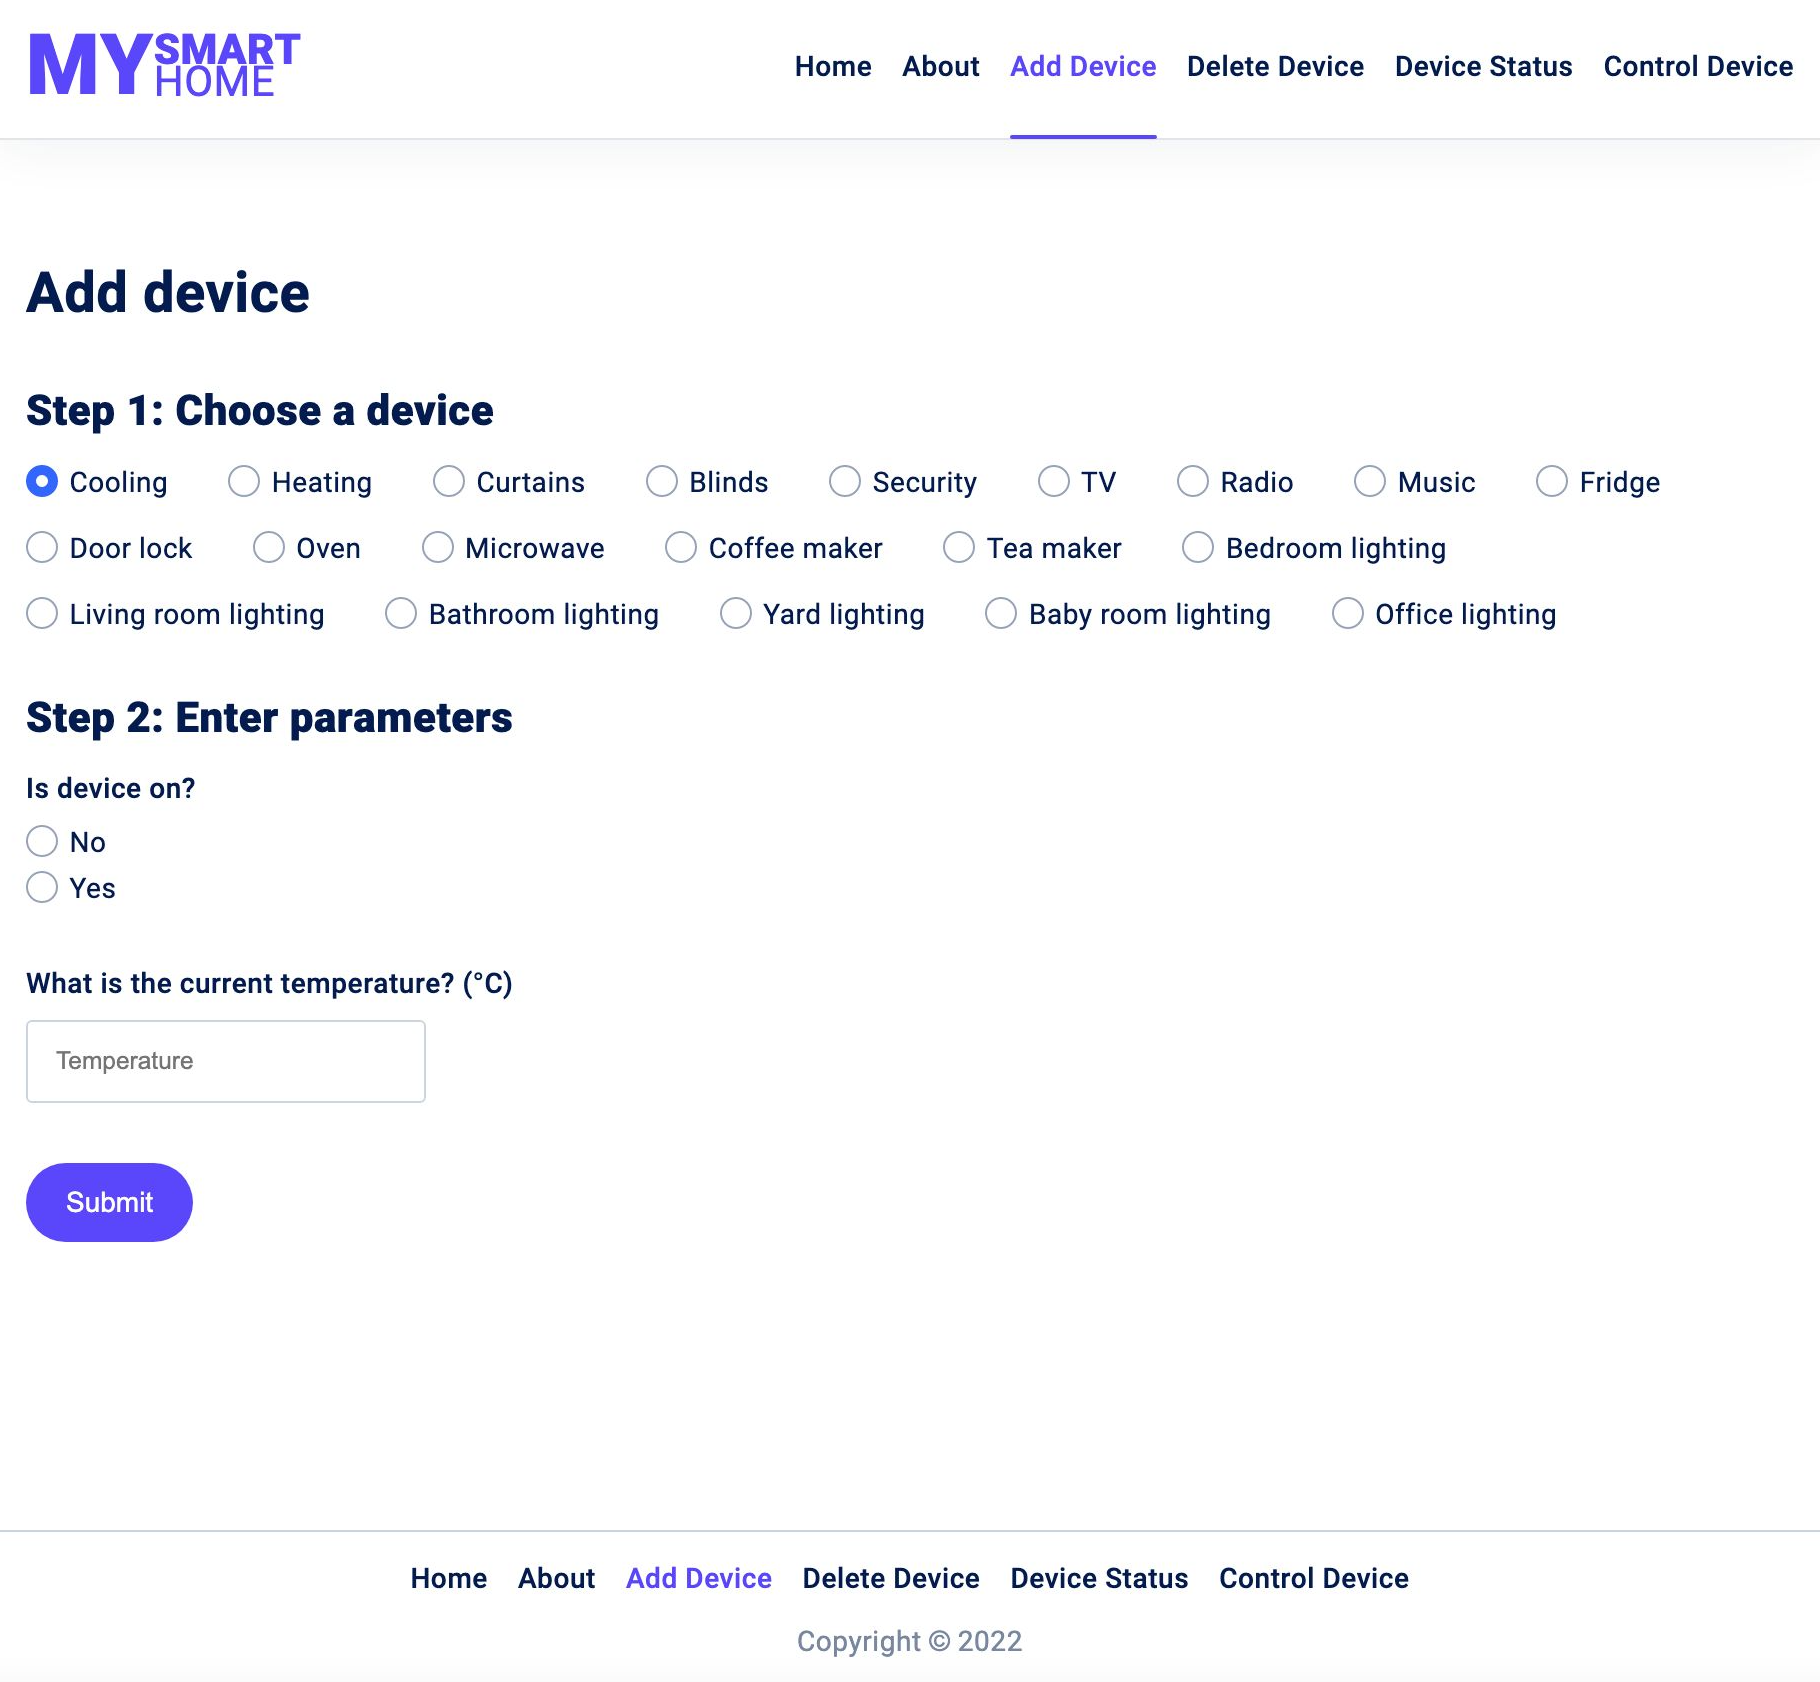 MY SMART
HOME
Home About Add Device Delete Device Device Status Control Device
Add device
Step 1: Choose a device
Cooling Heating Curtains Blinds Security TV Radio Music Fridge
Door lock Oven Microwave Coffee maker Tea maker Bedroom lighting
Living room lighting Bathroom lighting Yard lighting Baby room lighting Office lighting
Step 2: Enter parameters
Is device on?
No
Yes
What is the current temperature? (°C)
Temperature
Submit
Home About Add Device Delete Device Device Status Control Device
Copyright © 2022